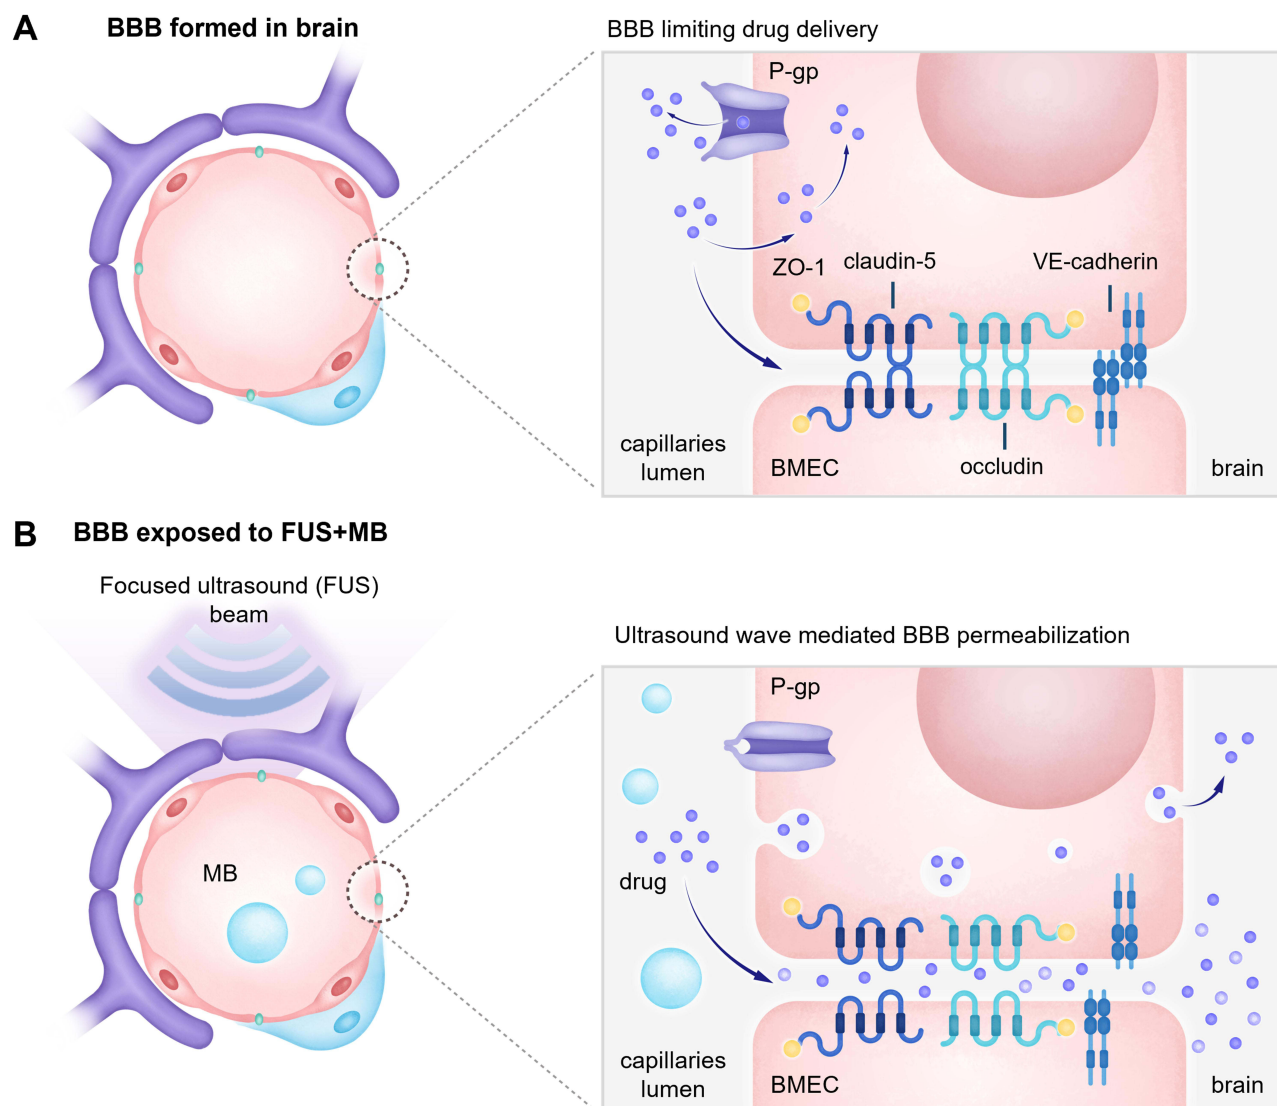 A
BBB formed in brain
BBB limiting drug delivery
P-gp
ZO-1
claudin-5
VE-cadherin
capillaries
lumen
BMEC
occludin
brain
B
BBB exposed to FUS+MB
Focused ultrasound (FUS)
beam
MB
Ultrasound wave mediated BBB permeabilization
P-gp
drug
capillaries
lumen
BMEC
brain